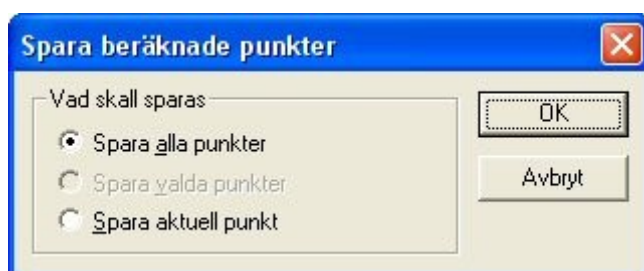 Spara beräknade punkter
Vad skall sparas
Spara alla punkter
Spara valda punkter
Spara aktuell punkt
OK
Avbryt